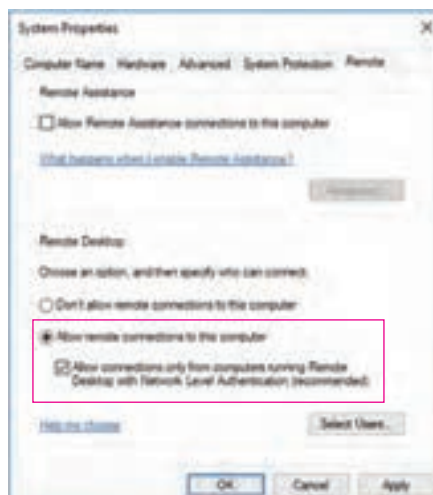 System Properties
Computer Name Hardware Advanced System Protection Remote
Remote Assistance
Allow Remote Assistance connections to this computer
What happens when I enable Remote Assistance?
Remote Desktop
Choose an option, and then specify who can connect.
Don't allow remote connections to this computer
Allow remote connections to this computer
Allow connections only from computers running Remote
Desktop with Network Level Authentication (recommended)
Help me choose
Select Users...
OK Cancel Apply